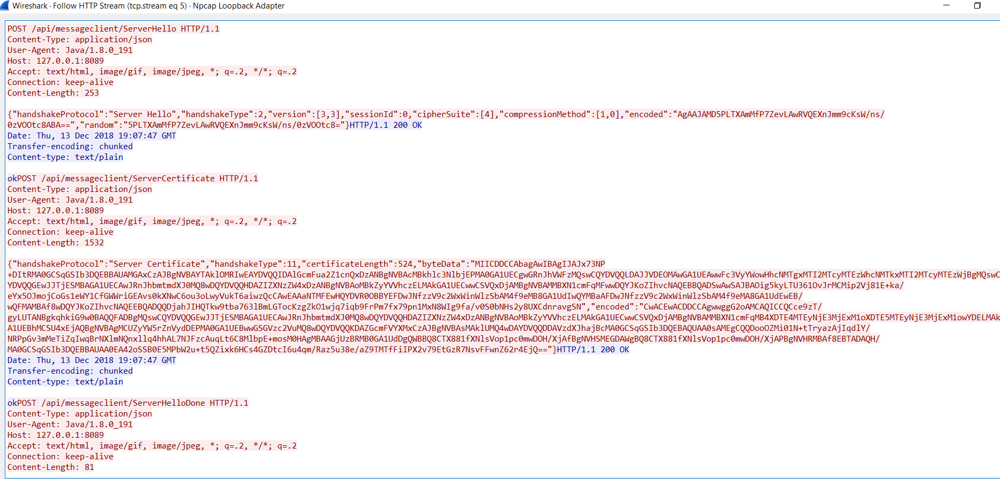 Wireshark · Follow HTTP Stream (tcp.stream eq 5) · Npcap Loopback Adapter
POST /api/messageclient/ServerHello HTTP/1.1
Content-Type: application/json
User-Agent: Java/1.8.0_191
Host: 127.0.0.1:8089
Accept: text/html, image/gif, image/jpeg, *; q=.2, */*; q=.2
Connection: keep-alive
Content-Length: 253
{"handshakeProtocol":"Server Hello","handshakeType":2,"version":[3,3],"sessionId":0,"cipherSuite":[4],"compressionMethod":[1,0],"encoded":"AgAAJAMD5PLTXAmMfP7ZevLAwRVQEXnJmm9cKsW/ns/
0zVOOtc8ABA==","random":"5PLTXAmMfP7ZevLAwRVQEXnJmm9cKsW/ns/0zVOOtc8="}HTTP/1.1 200 OK
Date: Thu, 13 Dec 2018 19:07:47 GMT
Transfer-encoding: chunked
Content-type: text/plain
okPOST /api/messageclient/ServerCertificate HTTP/1.1
Content-Type: application/json
User-Agent: Java/1.8.0_191
Host: 127.0.0.1:8089
Accept: text/html, image/gif, image/jpeg, *; q=.2, */*; q=.2
Connection: keep-alive
Content-Length: 1532
{"handshakeProtocol":"Server Certificate","handshakeType":11,"certificateLength":524,"byteData":"MIICDDCCAbagAwIBAgIJAJx73NP
+DItRMA0GCSqGSIb3DQEBBAUAMGAxCzAJBgNVBAYTAklOMRIwEAYDVQQIDAlGcmFua2Z1cnQxDzANBgNVBAcMBkhlc3NlbjEPMA0GA1UECgwGRnJhVWFzMQswCQYDVQQLDAJJVDEOMAwGA1UEAwwFc3VyYWowHhcNMTgxMTI2MTcyMTEzWhcNMTkxMTI2MTcyMTEzWjBgMQswC
YDVQQGEwJJTjESMBAGA1UECAwJRnJhbmtmdXJ0MQ8wDQYDVQQHDAZIZXNzZW4xDzANBgNVBAoMBkZyYVVhczELMAkGA1UECwwCSVQxDjAMBgNVBAMMBXN1cmFqMFwwDQYJKoZIhvcNAQEBBQADSwAwSAJBAOig5kyLTU361OvJrMCMip2Vj81E+ka/
eYx5OJmojCoGs1eWY1CfGWWriGEAvs0kXNwC6ou3oLwyVukT6aiwzQcCAwEAAaNTMFEwHQYDVR0OBBYEFDwJNfzzV9c2WxWinWlzSbAM4f9eMB8GA1UdIwQYMBaAFDwJNfzzV9c2WxWinWlzSbAM4f9eMA8GA1UdEwEB/
wQFMAMBAf8wDQYJKoZIhvcNAQEEBQADQQDjahJIHQTkw9tba763lBmLGTocKzgZkO1wjq7iqb9FrPm7fx79pn1MxN8WIg9fa/v0S0bNHs2y8UXCdnravgSN","encoded":"CwACEwACDDCCAgwwggG2oAMCAQICCQCce9zT/
gyLUTANBgkqhkiG9w0BAQQFADBgMQswCQYDVQQGEwJJTjESMBAGA1UECAwJRnJhbmtmdXJ0MQ8wDQYDVQQHDAZIZXNzZW4xDzANBgNVBAoMBkZyYVVhczELMAkGA1UECwwCSVQxDjAMBgNVBAMMBXN1cmFqMB4XDTE4MTEyNjE3MjExM1oXDTE5MTEyNjE3MjExM1owYDELMAk
A1UEBhMCSU4xEjAQBgNVBAgMCUZyYW5rZnVydDEPMA0GA1UEBwwGSGVzc2VuMQ8wDQYDVQQKDAZGcmFVYXMxCzAJBgNVBAsMAklUMQ4wDAYDVQQDDAVzdXJhajBcMA0GCSqGSIb3DQEBAQUAA0sAMEgCQQDooOZMi01N+tTryazAjIqdlY/
NRPpGv3mMeTiZqIwqBrNXlmNQnxllq4hhAL7NJFzcAuqLt6C8MlbpE+mosM0HAgMBAAGjUzBRMB0GA1UdDgQWBBQ8CTX881fXNlsVop1pc0mwDOH/XjAfBgNVHSMEGDAWgBQ8CTX881fXNlsVop1pc0mwDOH/XjAPBgNVHRMBAf8EBTADAQH/
MA0GCSqGSIb3DQEBBAUAA0EA42oSSB0E5MPbW2u+t5QZixk6HCs4GZDtcI6u4qm/Raz5u38e/aZ9TMTfFiIPX2v79EtGzR7NsvFFwnZ62r4EjQ=="}HTTP/1.1 200 OK
Date: Thu, 13 Dec 2018 19:07:47 GMT
Transfer-encoding: chunked
Content-type: text/plain
okPOST /api/messageclient/ServerHelloDone HTTP/1.1
Content-Type: application/json
User-Agent: Java/1.8.0_191
Host: 127.0.0.1:8089
Accept: text/html, image/gif, image/jpeg, *; q=.2, */*; q=.2
Connection: keep-alive
Content-Length: 81